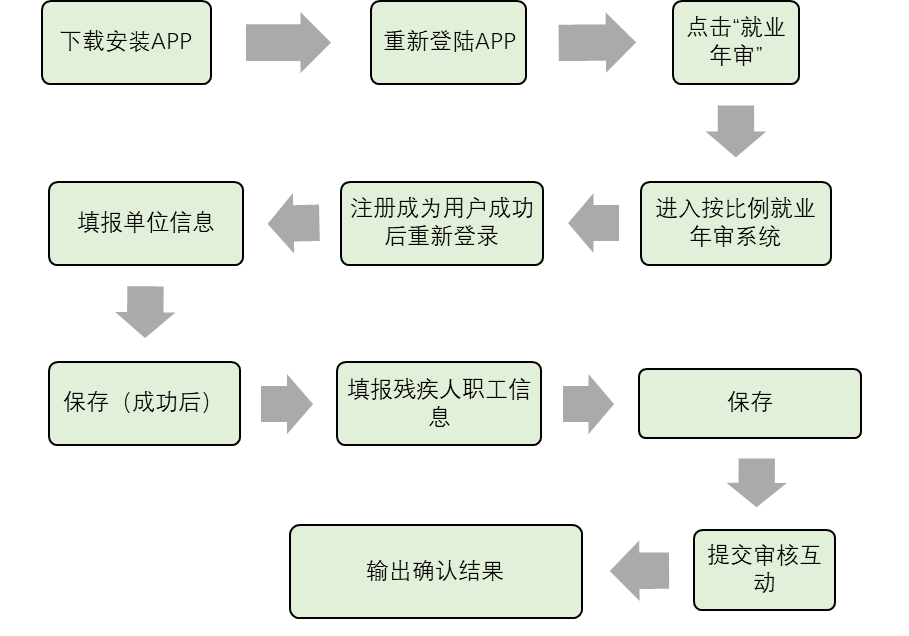 下载安装APP
重新登陆APP
点击“就业
年审”
进入按比例就业
年审系统
注册成为用户成功
后重新登录
填报单位信息
保存（成功后）
填报残疾人职工信
息
保存
提交审核互
动
输出确认结果